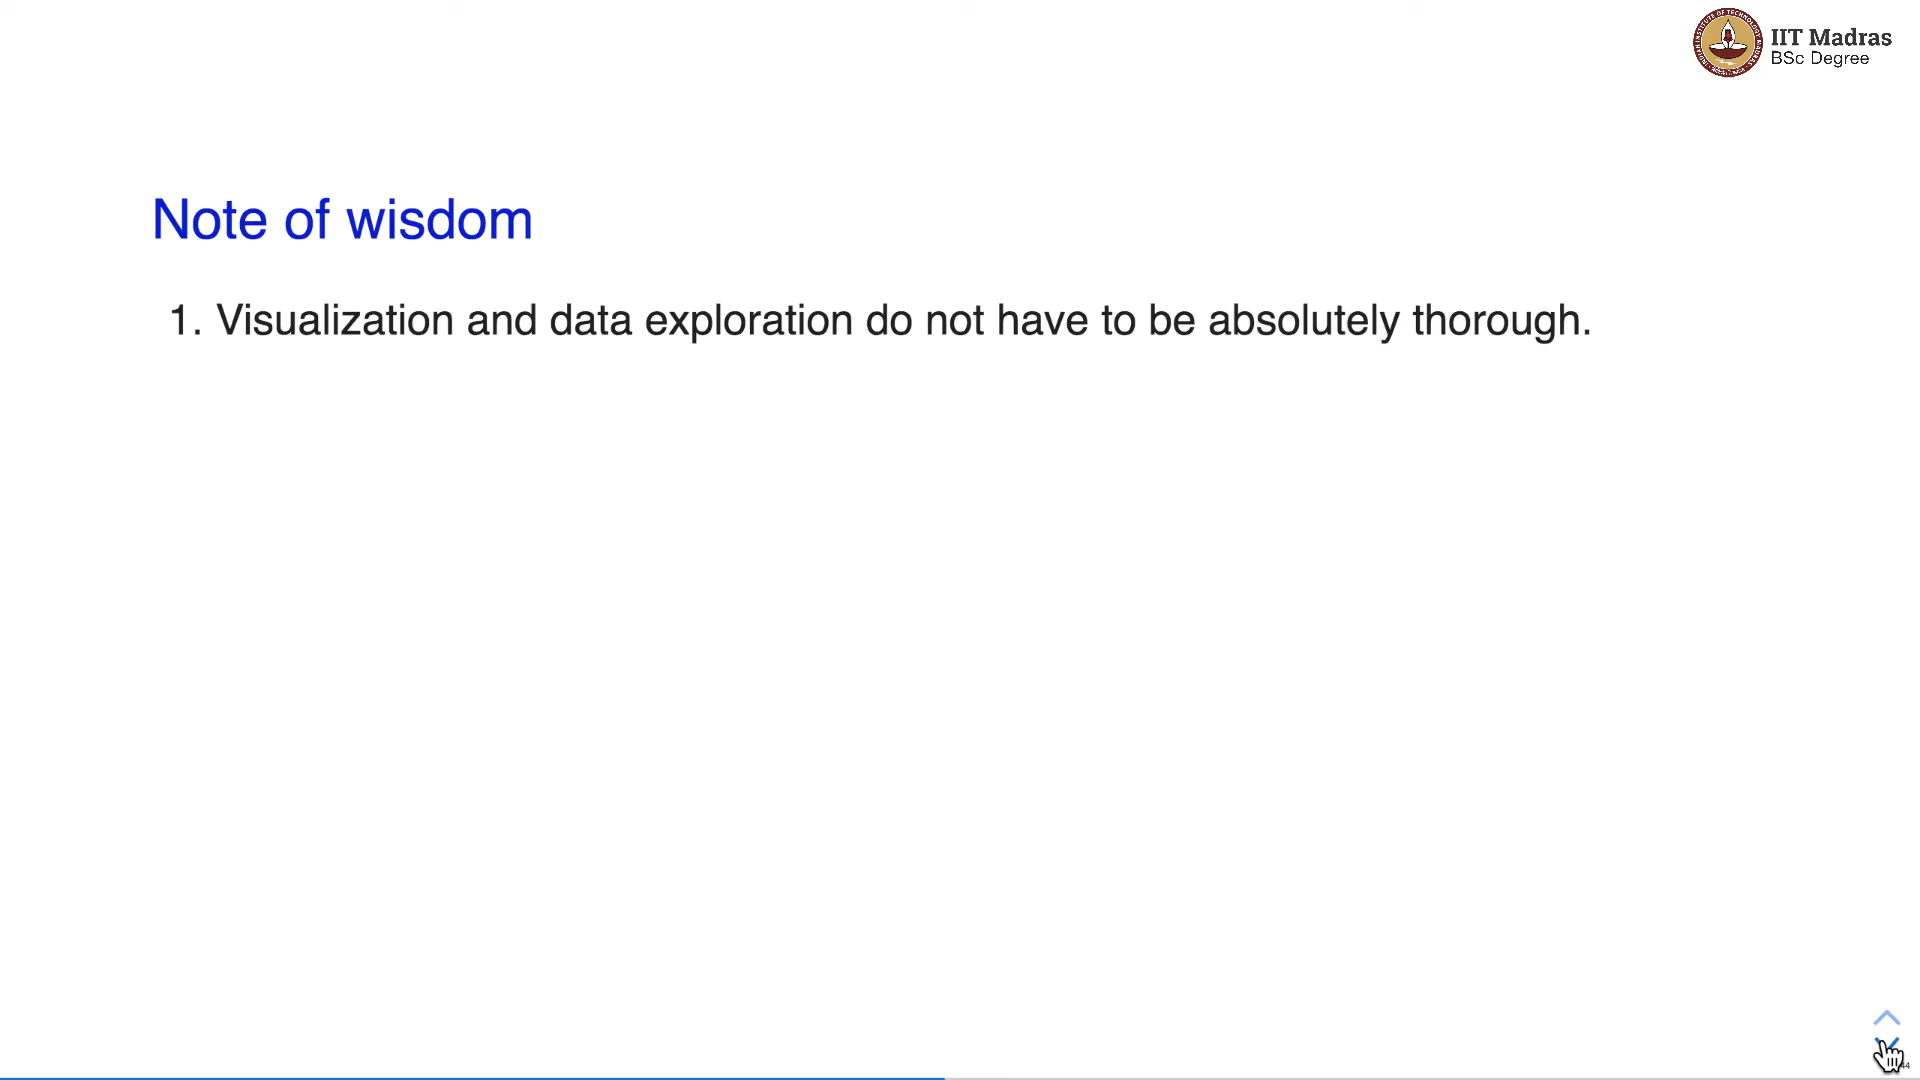 IIT Madras
BSc Degree
Note of wisdom
1. Visualization and data exploration do not have to be absolutely thorough.